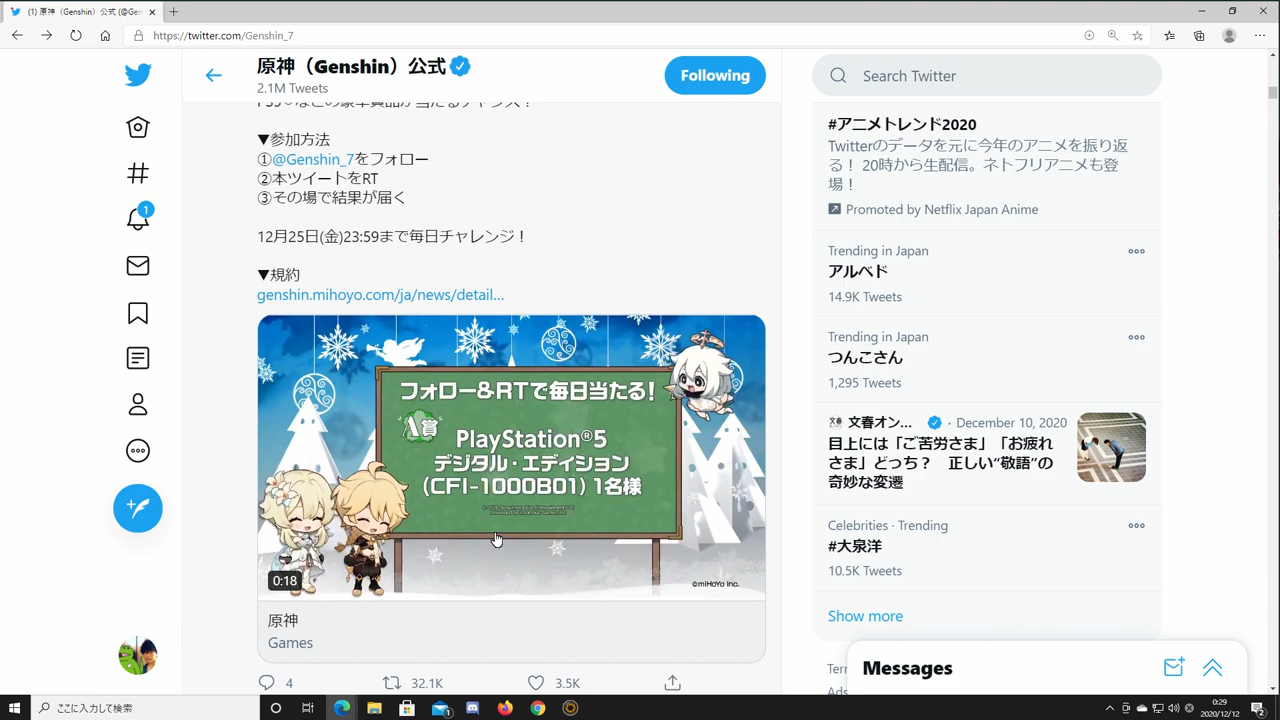 (1) 原神（Genshin）公式 (@Gen
https://twitter.com/Genshin_7
原神（Genshin）公式
2.1M Tweets
Following
▼参加方法
①@Genshin_7をフォロー
②本ツイートをRT
③その場で結果が届く
12月25日(金)23:59まで毎日チャレンジ！
▼規約
genshin.mihoyo.com/ja/news/detail...
フォロー&RTで毎日当たる!
A賞
PlayStation®5
デジタル・エディション
(CFI-1000B01) 1名様
0:18
©miHoYo Inc.
原神
Games
4
32.1K
3.5K
1
Search Twitter
#アニメトレンド2020
Twitterのデータを元に今年のアニメを振り返
る！ 20時から生配信。ネトフリアニメも登
場！
Promoted by Netflix Japan Anime
Trending in Japan
アルベド
14.9K Tweets
Trending in Japan
つんこさん
1,295 Tweets
文春オン... · December 10, 2020
目上には「ご苦労さま」「お疲れ
さま」どっち？ 正しい“敬語”の
奇妙な変遷
Celebrities · Trending
#大泉洋
10.5K Tweets
Show more
Messages
ここに入力して検索
0:29
2020/12/12
2